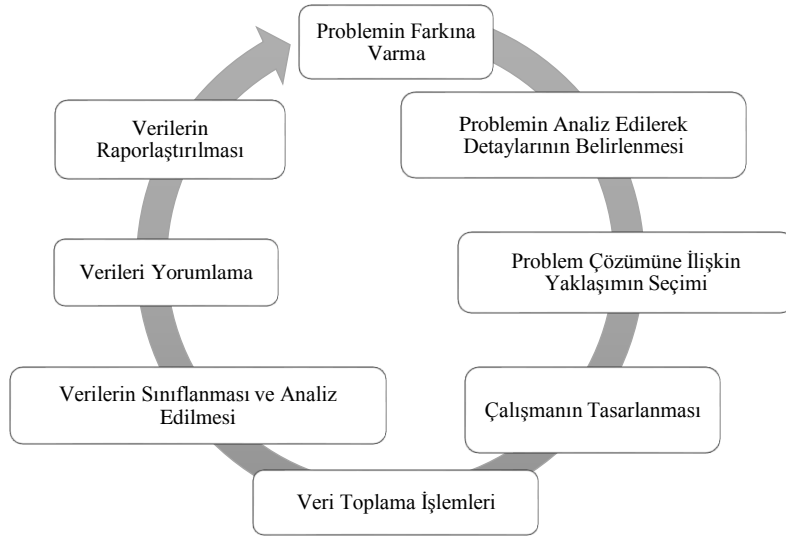 Problemin Farkına
Varma
Problemin Analiz Edilerek
Detaylarının Belirlenmesi
Problem Çözümüne İlişkin
Yaklaşımın Seçimi
Çalışmanın Tasarlanması
Veri Toplama İşlemleri
Verilerin Sınıflanması ve Analiz
Edilmesi
Verileri Yorumlama
Verilerin
Raporlaştırılması